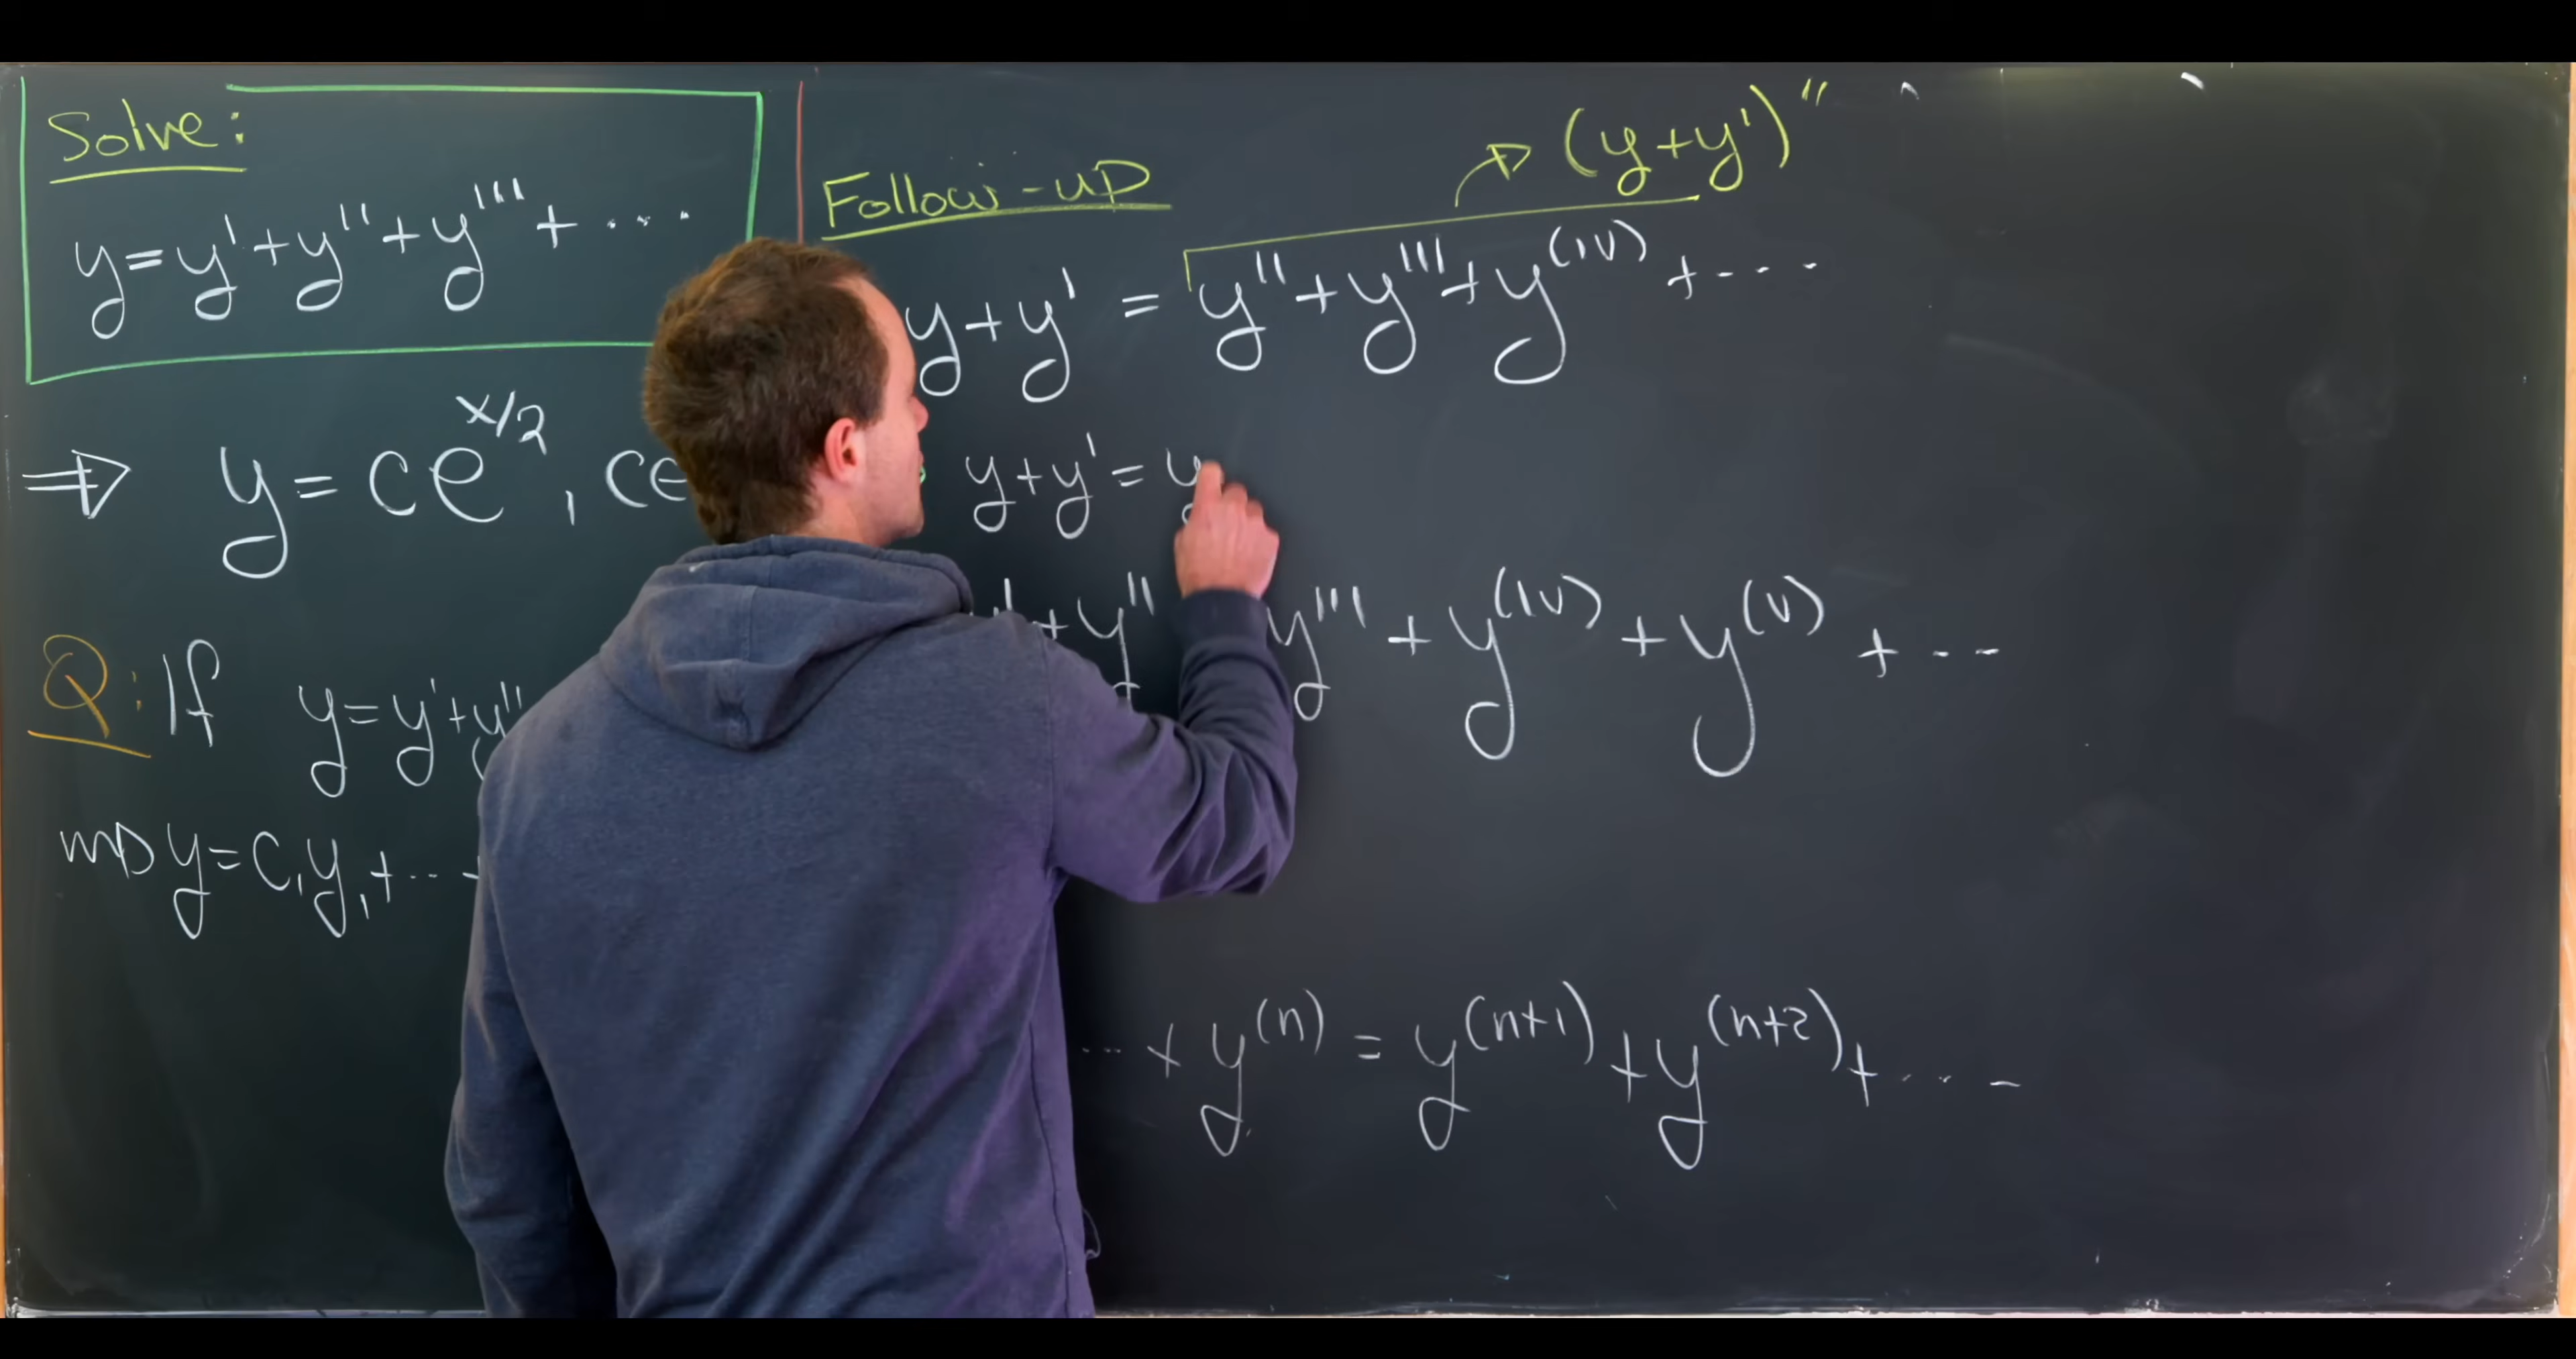 Solve:
y=y'+y''+y'''+....
⇒ y=ce^{x/2}, ce
Q: If y=y'+y''
y=c₁y₁+...
(y+y')''
Follow-up
y+y' = y''+y'''+y^{(IV)}+---
y+y'=y
+y'' y'''+y^{(IV)}+y^{(V)}+---
...+y^{(n)}=y^{(n+1)}+y^{(n+2)}+....